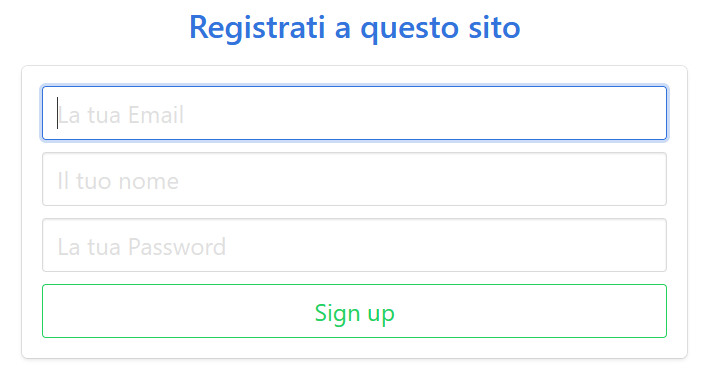 Registrati a questo sito
La tua Email
Il tuo nome
La tua Password
Sign up